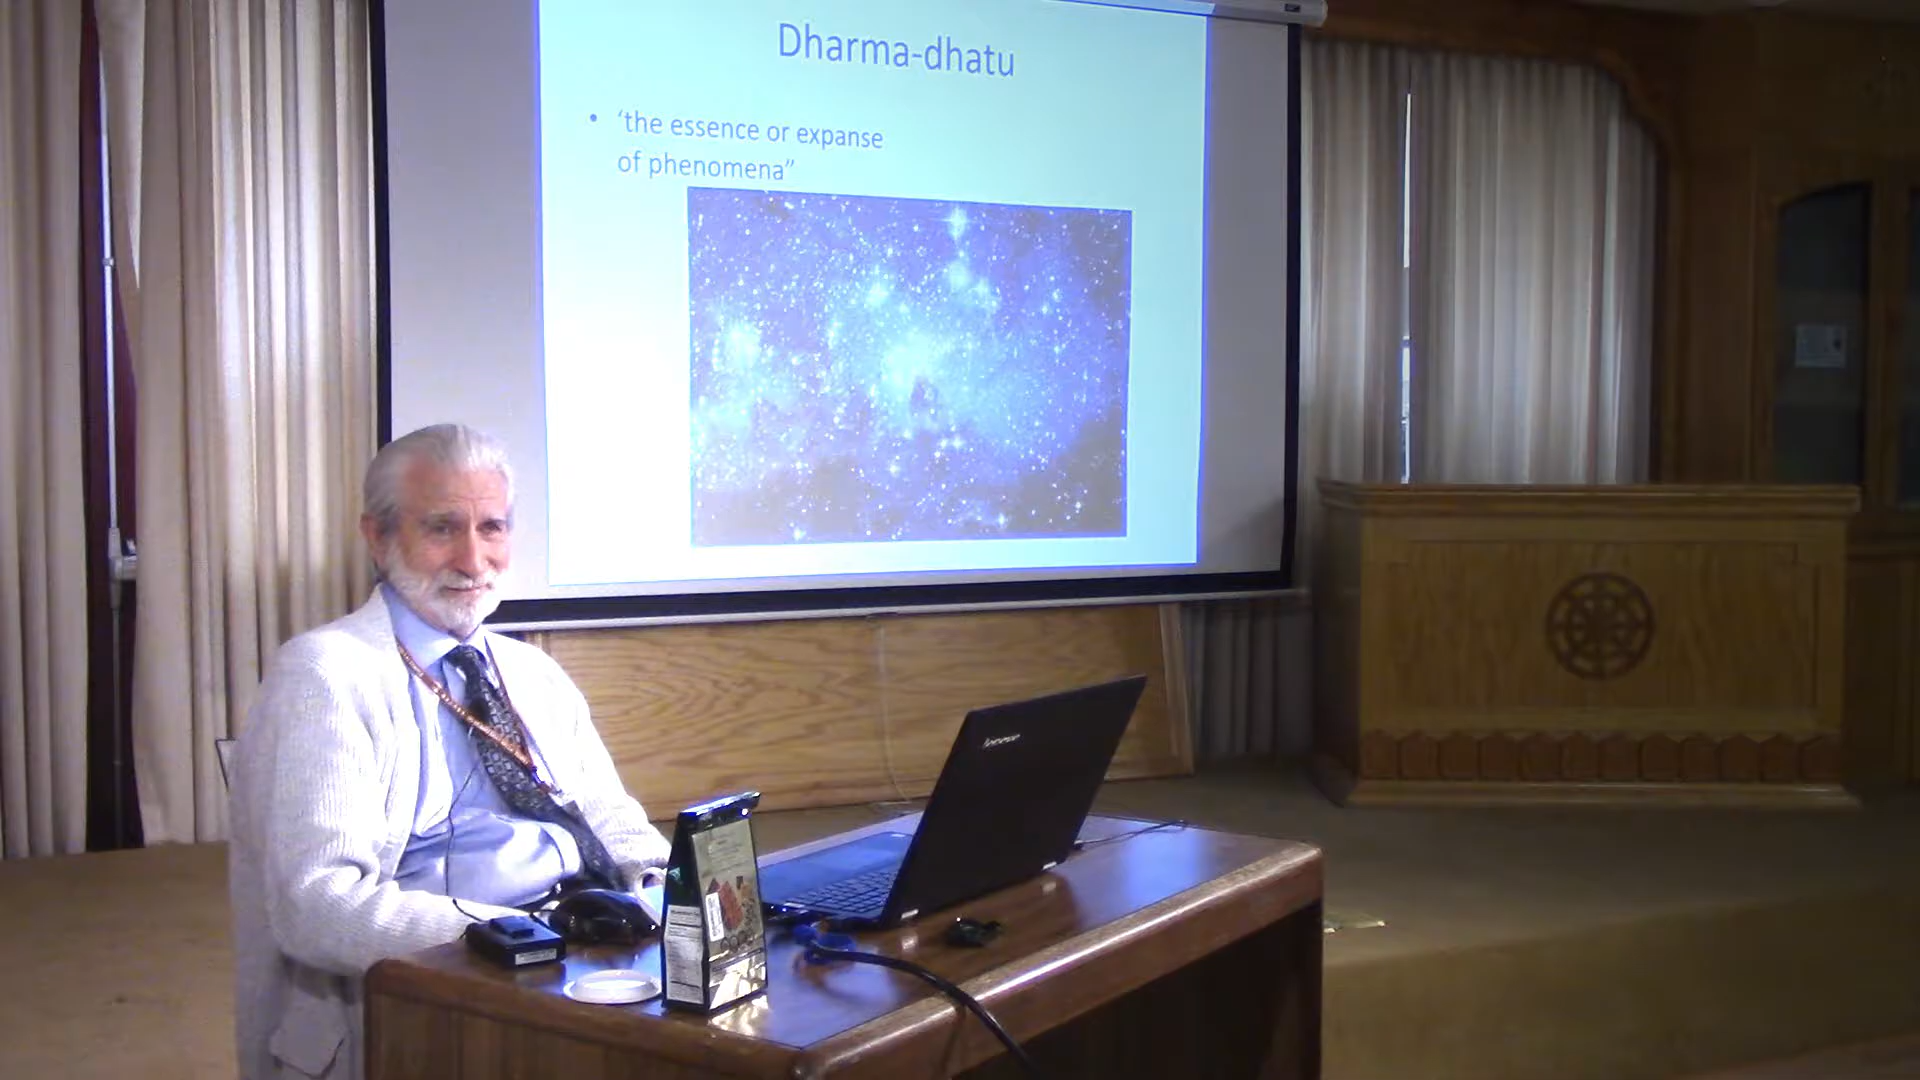 Dharma-dhatu
• ‘the essence or expanse
of phenomena”
lenovo